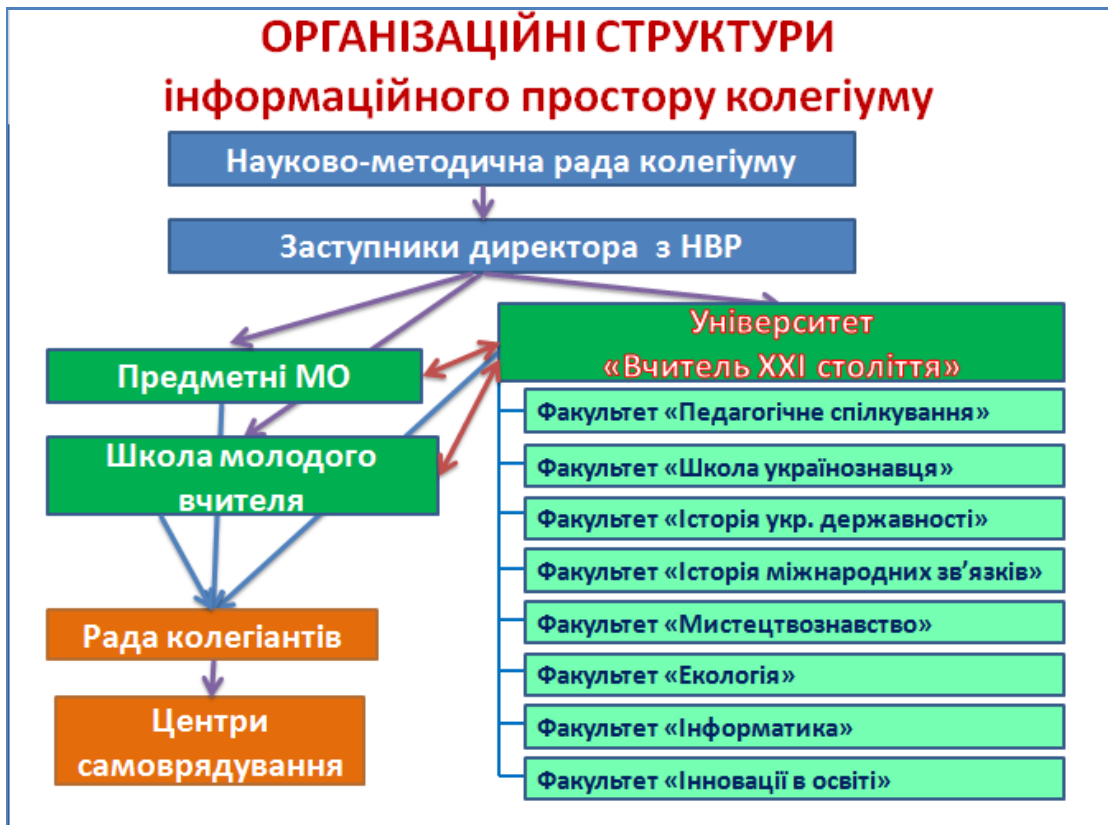 ОРГАНІЗАЦІЙНІ СТРУКТУРИ
інформаційного простору колегіуму
Науково-методична рада колегіуму
Заступники директора з НВР
Університет
«Вчитель ХХІ століття»
Предметні МО
Школа молодого
вчителя
Рада колегіантів
Центри
самоврядування
Факультет «Педагогічне спілкування»
Факультет «Школа українознавця»
Факультет «Історія укр. державності»
Факультет «Історія міжнародних зв’язків»
Факультет «Мистецтвознавство»
Факультет «Екологія»
Факультет «Інформатика»
Факультет «Інновації в освіті»